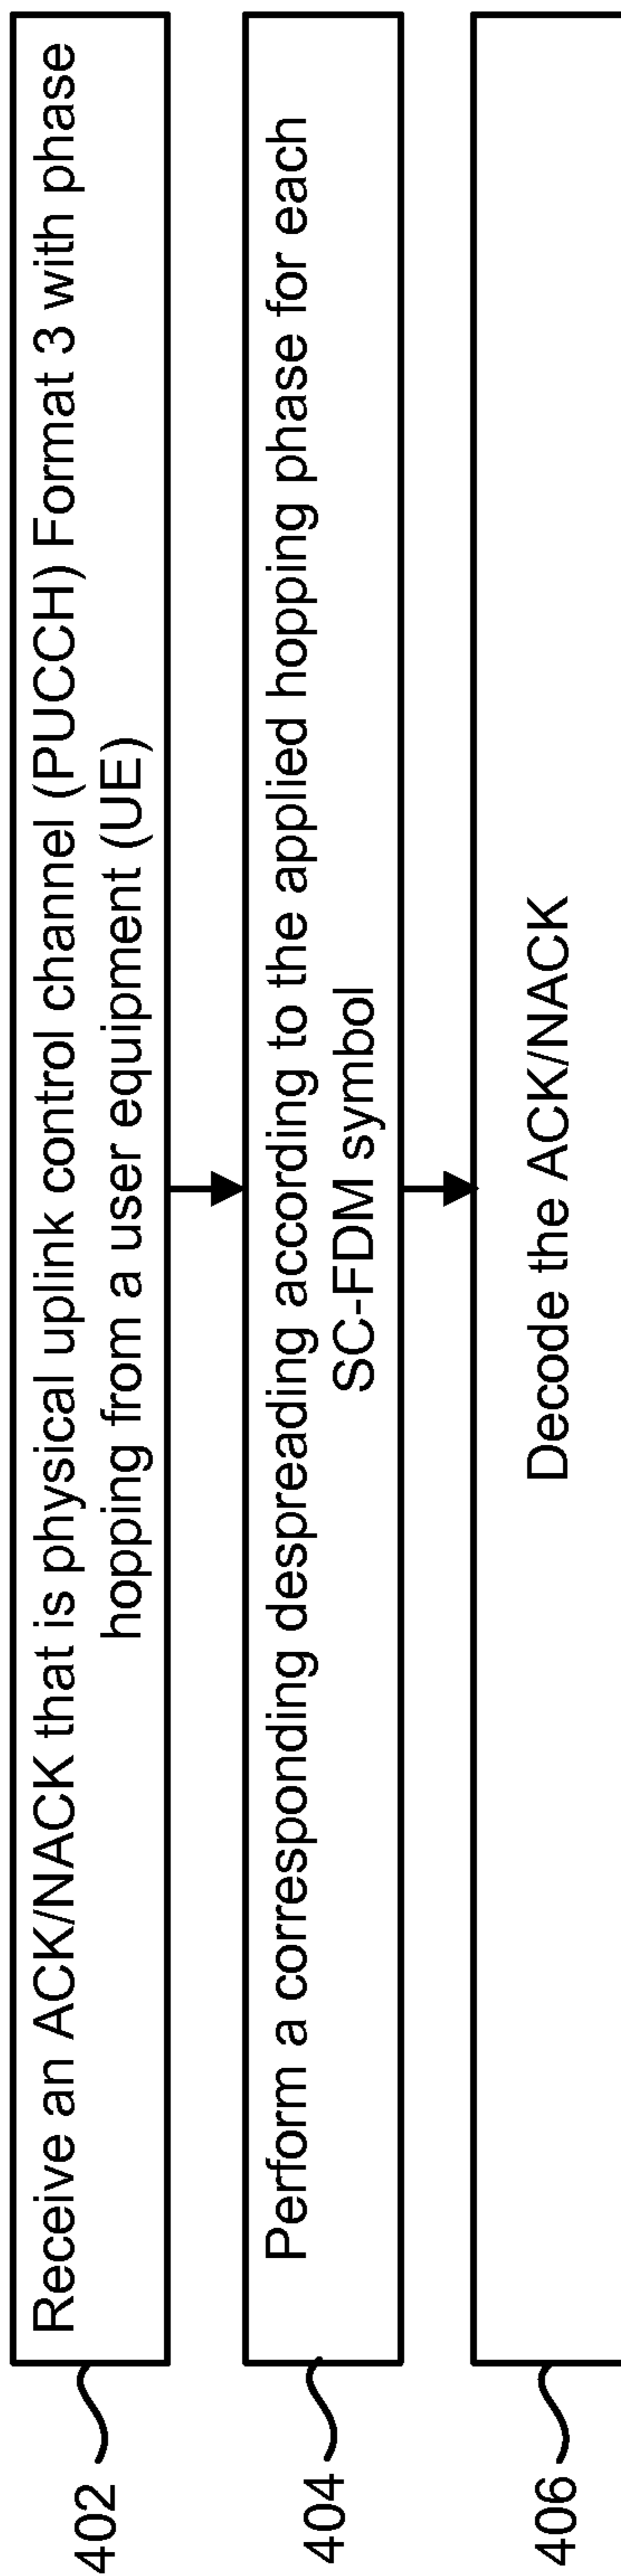 402
Receive an ACK/NACK that is physical uplink control channel (PUCCH) Format 3 with phase
hopping from a user equipment (UE)
404
Perform a corresponding despreading according to the applied hopping phase for each
SC-FDM symbol
406
Decode the ACK/NACK